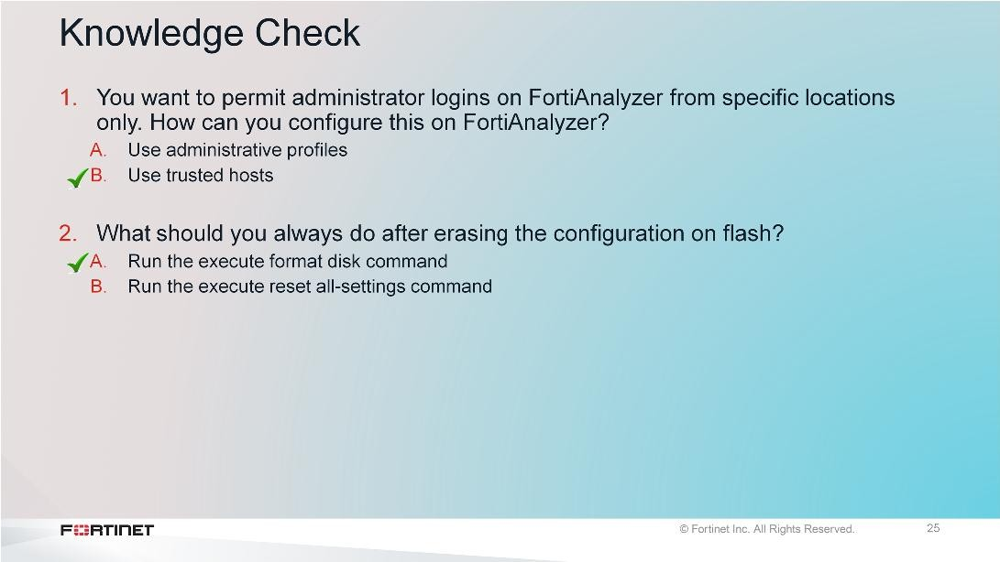 Knowledge Check
1. You want to permit administrator logins on FortiAnalyzer from specific locations
only. How can you configure this on FortiAnalyzer?
A. Use administrative profiles
B. Use trusted hosts
2. What should you always do after erasing the configuration on flash?
A. Run the execute format disk command
B. Run the execute reset all-settings command
FORTINET
© Fortinet Inc. All Rights Reserved.
25